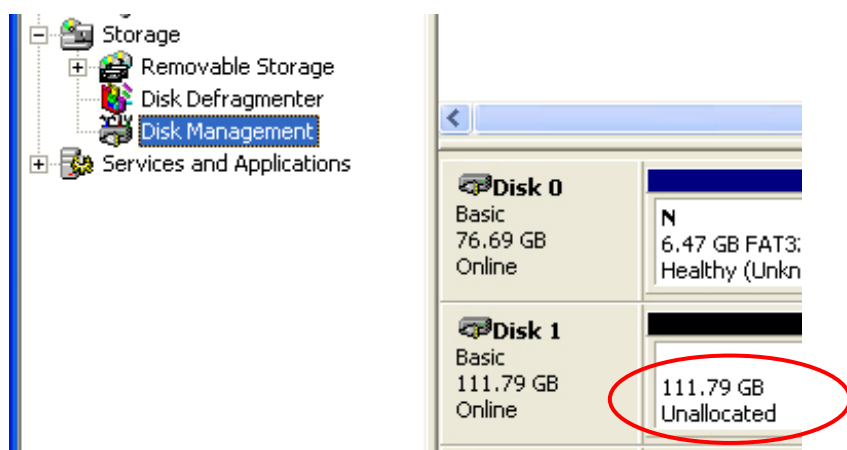 Storage
Removable Storage
Disk Defragmenter
Disk Management
Services and Applications
Disk 0
Basic
76.69 GB
Online
N
6.47 GB FAT3
Healthy (Unkn
Disk 1
Basic
111.79 GB
Online
111.79 GB
Unallocated